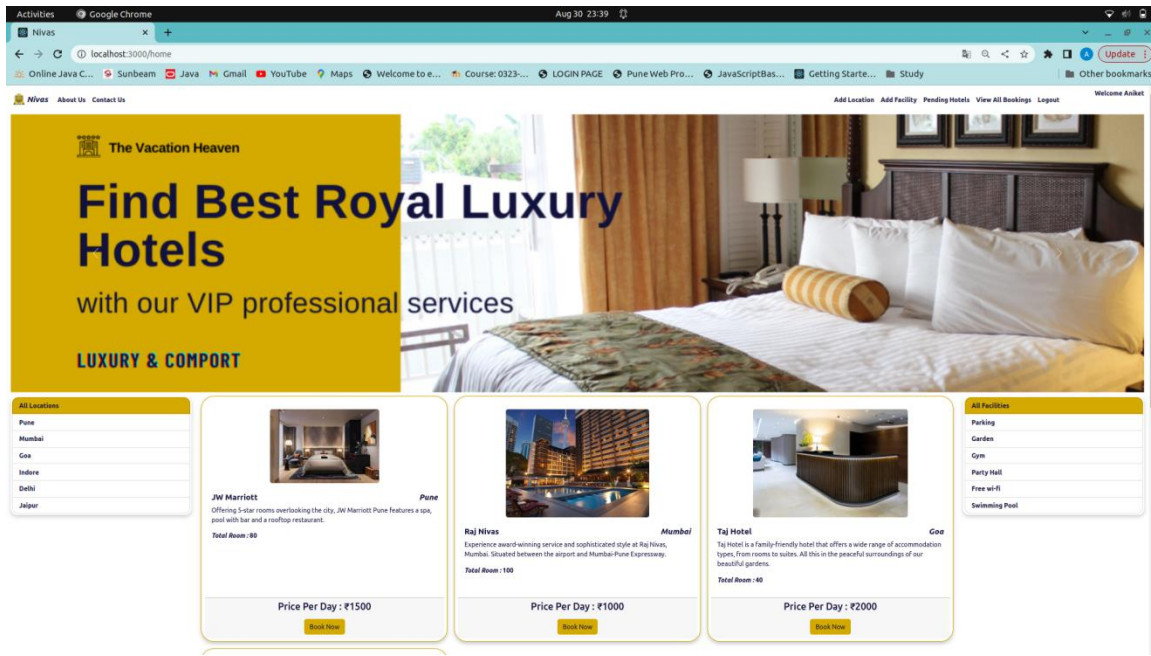 Activities Google Chrome Aug 30 23:39
Nivas
localhost:3000/home
Update
Online Java C... Sunbeam Java Gmail YouTube Maps Welcome to e... Course: 0323-... LOGIN PAGE Pune Web Pro... JavaScriptBas... Getting Starte... Study Other bookmarks
Nivas About Us Contact Us Add Location Add Facility Pending Hotels View All Bookings Logout Welcome Aniket
The Vacation Heaven
Find Best Royal Luxury
Hotels
with our VIP professional services
LUXURY & COMPORT
All Locations
Pune
Mumbai
Goa
Indore
Delhi
Jaipur
JW Marriott Pune
Offering 5-star rooms overlooking the city, JW Marriott Pune features a spa,
pool with bar and a rooftop restaurant.
Total Room : 80
Price Per Day : ₹1500
Book Now
Raj Nivas Mumbai
Experience award-winning service and sophisticated style at Raj Nivas,
Mumbai. Situated between the airport and Mumbai-Pune Expressway.
Total Room : 100
Price Per Day : ₹1000
Book Now
Taj Hotel Goa
Taj Hotel is a family-friendly hotel that offers a wide range of accommodation
types, from rooms to suites. All this in the peaceful surroundings of our
beautiful gardens.
Total Room : 40
Price Per Day : ₹2000
Book Now
All Facilities
Parking
Garden
Gym
Party Hall
Free wi-fi
Swimming Pool